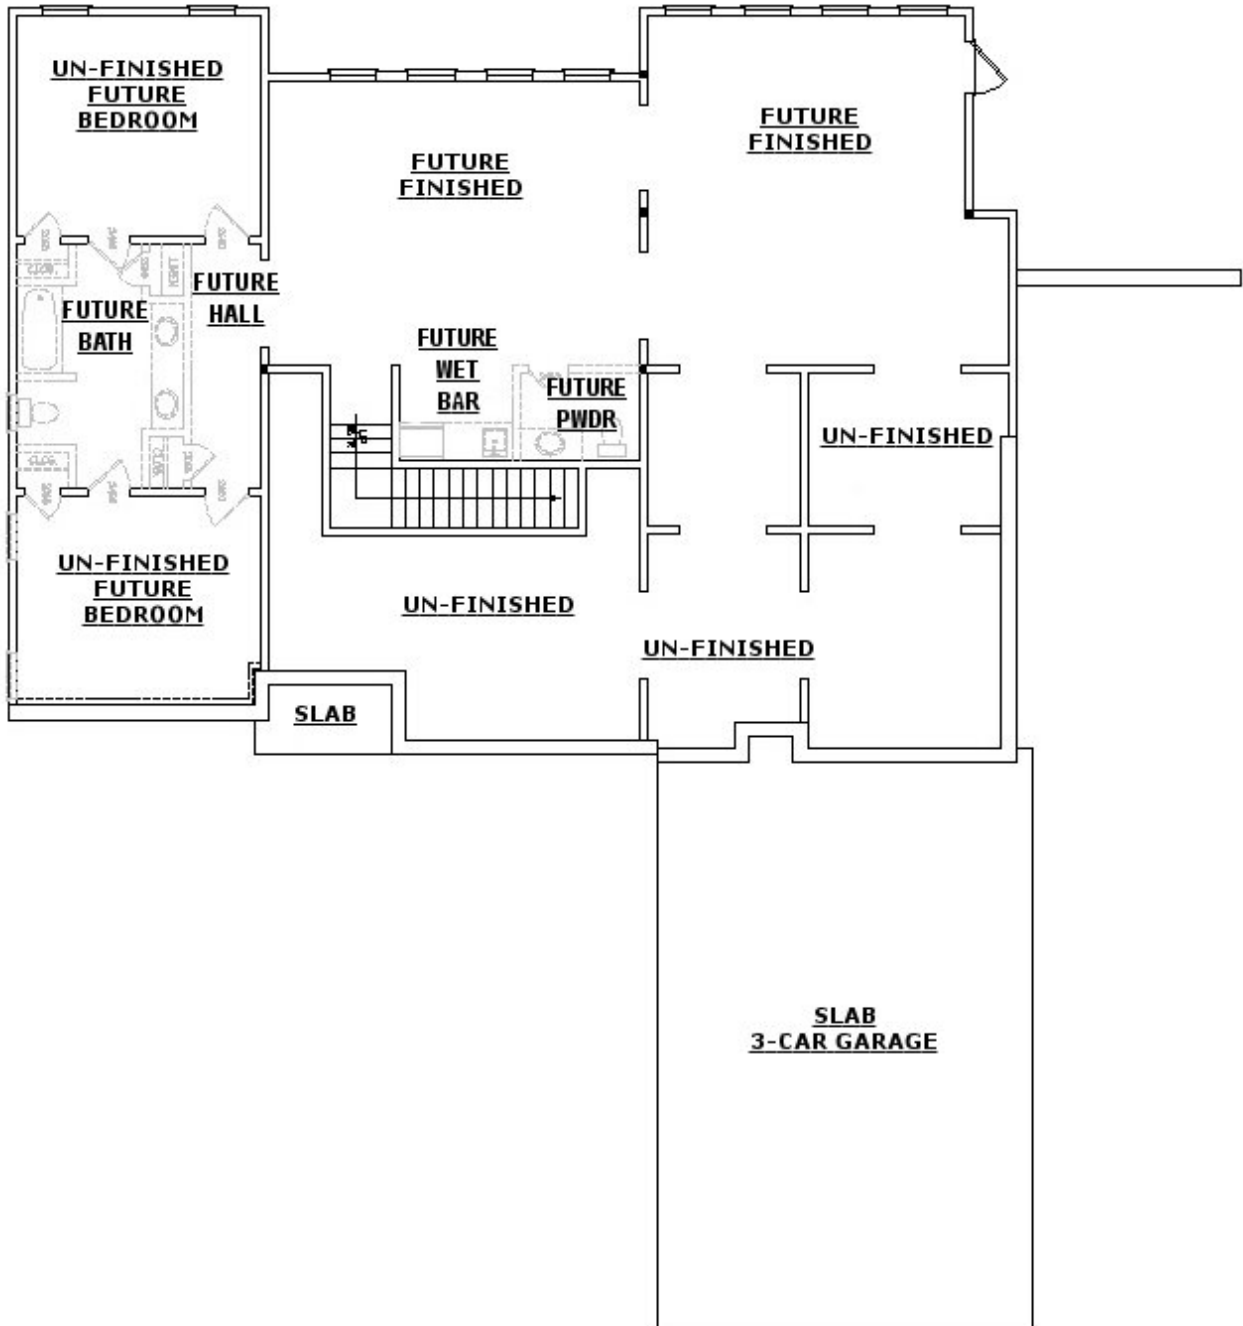 UN-FINISHED
FUTURE
BEDROOM
FUTURE
FINISHED
FUTURE
FINISHED
FUTURE
HALL
FUTURE
BATH
FUTURE
WET
BAR
FUTURE
PWDR
UN-FINISHED
UN-FINISHED
FUTURE
BEDROOM
UN-FINISHED
UN-FINISHED
SLAB
SLAB
3-CAR GARAGE